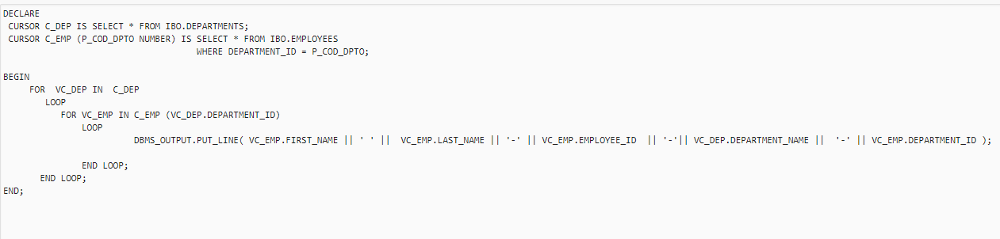 DECLARE
CURSOR C_DEP IS SELECT * FROM IBO.DEPARTMENTS;
CURSOR C_EMP (P_COD_DPTO NUMBER) IS SELECT * FROM IBO.EMPLOYEES
WHERE DEPARTMENT_ID = P_COD_DPTO;
BEGIN
FOR  VC_DEP IN  C_DEP
LOOP
FOR VC_EMP IN C_EMP (VC_DEP.DEPARTMENT_ID)
LOOP
DBMS_OUTPUT.PUT_LINE( VC_EMP.FIRST_NAME || ' ' ||  VC_EMP.LAST_NAME || '-' || VC_EMP.EMPLOYEE_ID  || '-'|| VC_DEP.DEPARTMENT_NAME ||  '-' || VC_EMP.DEPARTMENT_ID );
END LOOP;
END LOOP;
END;